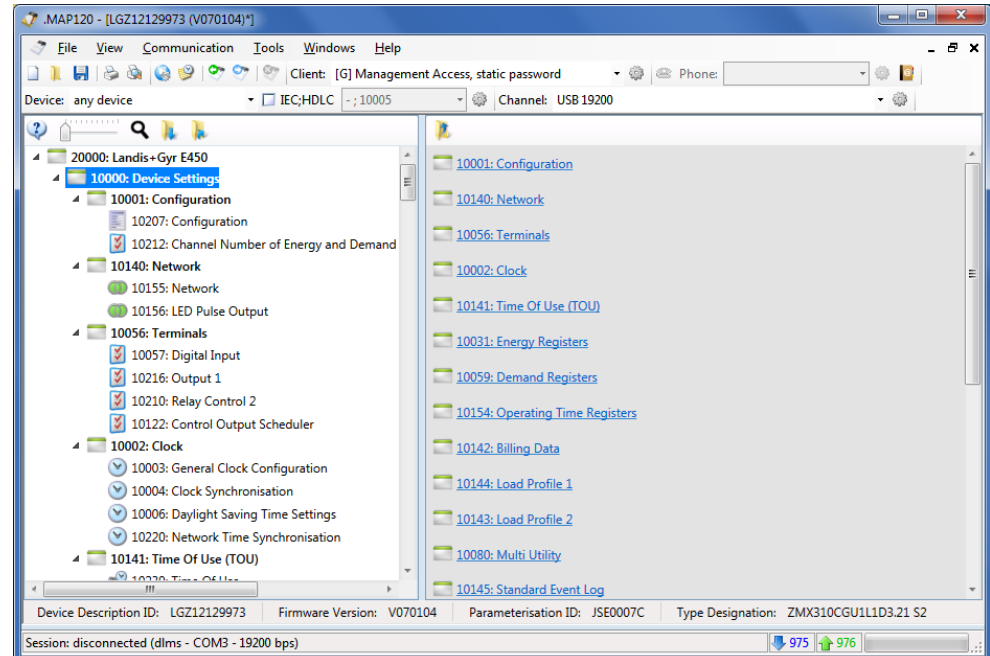 .MAP120 - [LGZ12129973 (V070104)*]
File View Communication Tools Windows Help
Client: [G] Management Access, static password Phone:
Device: any device IEC;HDLC - ; 10005 Channel: USB 19200
20000: Landis+Gyr E450
10000: Device Settings
10001: Configuration
10207: Configuration
10212: Channel Number of Energy and Demand
10140: Network
10155: Network
10156: LED Pulse Output
10056: Terminals
10057: Digital Input
10216: Output 1
10210: Relay Control 2
10122: Control Output Scheduler
10002: Clock
10003: General Clock Configuration
10004: Clock Synchronisation
10006: Daylight Saving Time Settings
10220: Network Time Synchronisation
10141: Time Of Use (TOU)
10001: Configuration
10140: Network
10056: Terminals
10002: Clock
10141: Time Of Use (TOU)
10031: Energy Registers
10059: Demand Registers
10154: Operating Time Registers
10142: Billing Data
10144: Load Profile 1
10143: Load Profile 2
10080: Multi Utility
10145: Standard Event Log
Device Description ID: LGZ12129973 Firmware Version: V070104 Parameterisation ID: JSE0007C Type Designation: ZMX310CGU1L1D3.21 S2
Session: disconnected (dlms - COM3 - 19200 bps) 975 976